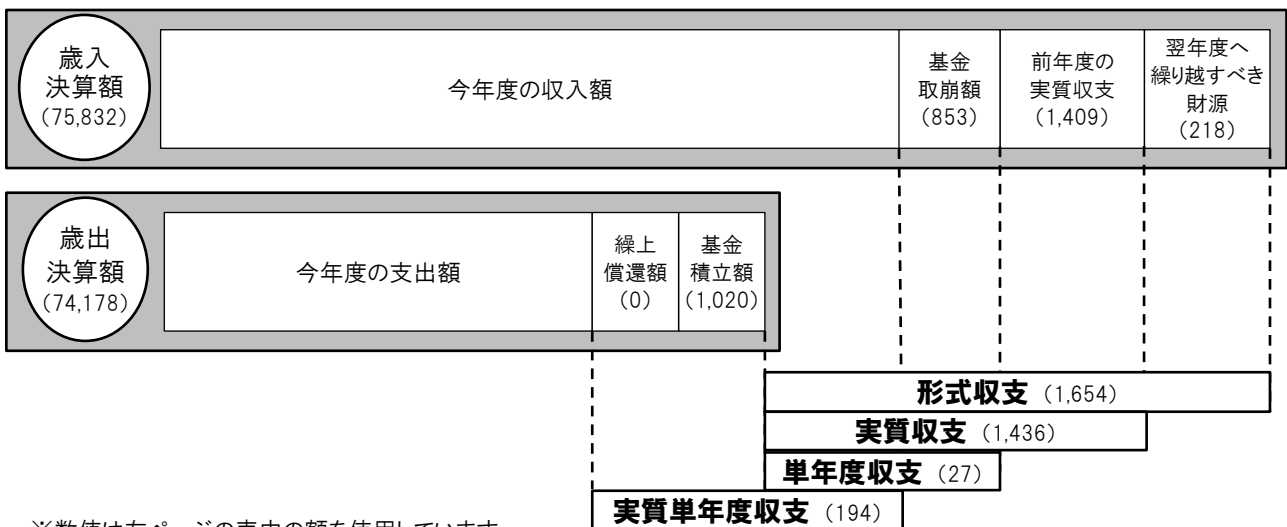 歳入
決算額
(75,832)
今年度の収入額
基金
取崩額
(853)
前年度の
実質収支
(1,409)
翌年度へ
繰り越すべき
財源
(218)
歳出
決算額
(74,178)
今年度の支出額
繰上
償還額
(0)
基金
積立額
(1,020)
形式収支 (1,654)
実質収支 (1,436)
単年度収支 (27)
実質単年度収支 (194)